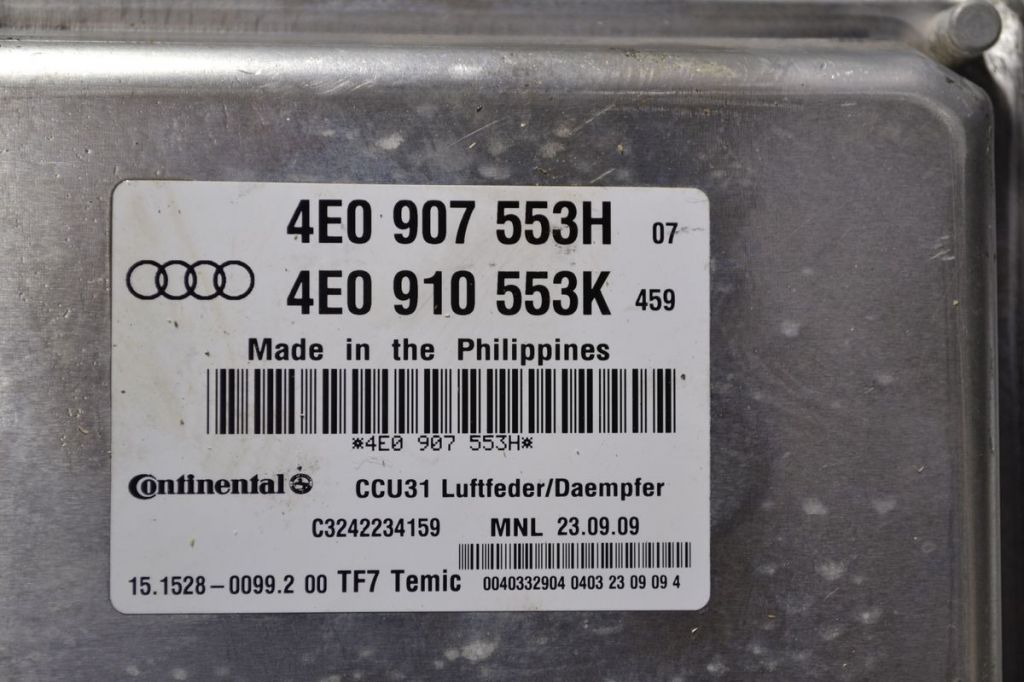 4E0 907 553H 07
4E0 910 553K 459
Made in the Philippines
*4E0 907 553H*
Continental CCU31 Luftfeder/Daempfer
C3242234159 MNL 23.09.09
15.1528-0099.2 00 TF7 Temic 0040332904 0403 23 09 09 4